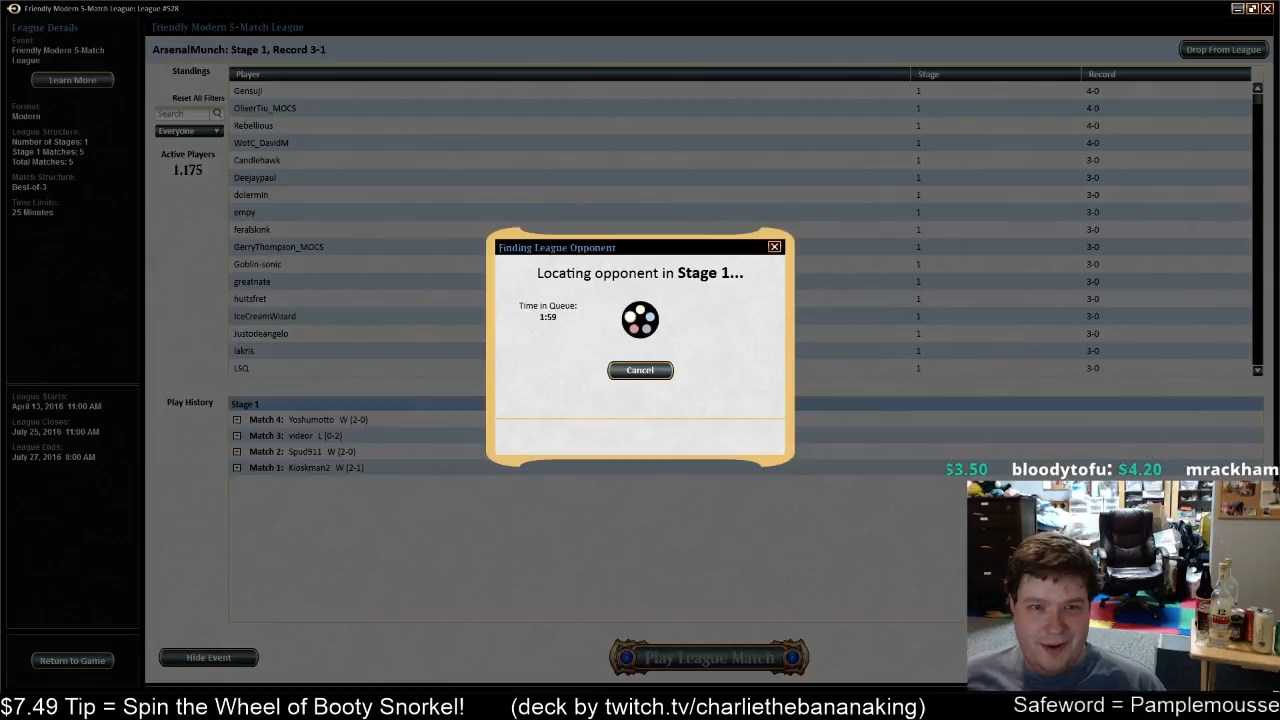 Friendly Modern 5-Match League: League #528
League Details
Event:
Friendly Modern 5-Match
League
Learn More
Format:
Modern
League Structure:
Number of Stages: 1
Stage 1 Matches: 5
Total Matches: 5
Match Structure:
Best-of-3
Time Limits:
25 Minutes
League Starts:
April 13, 2016 11:00 AM
League Closes:
July 25, 2016 11:00 AM
League Ends:
July 27, 2016 8:00 AM
Return to Game
Friendly Modern 5-Match League
ArsenalMunch: Stage 1, Record 3-1
Drop From League
Standings
Reset All Filters
Search
Everyone
Active Players
1,175
Player Stage Record
Gensuji 1 4-0
OliverTio_MOCS 1 4-0
Rebellious 1 4-0
WotC_DavidM 1 4-0
Candlehawk 1 3-0
Deejaypaul 1 3-0
dolermin 1 3-0
empy 1 3-0
feralskink 1 3-0
GerryThompson_MOCS 1 3-0
Goblin-sonic 1 3-0
greatnate 1 3-0
hultsfret 1 3-0
IceCreamWizard 1 3-0
Justodeangelo 1 3-0
lakris 1 3-0
LSQ 1 3-0
Finding League Opponent
Locating opponent in Stage 1...
Time in Queue:
1:59
Cancel
Play History
Stage 1
Match 4: Yoshumotto W (2-0)
Match 3: videor L (0-2)
Match 2: Spud911 W (2-0)
Match 1: Kioskman2 W (2-1)
Hide Event
Play League Match
$3.50 bloodytofu: $4.20 mrackham
$7.49 Tip = Spin the Wheel of Booty Snorkel! (deck by twitch.tv/charliethebananaking) Safeword = Pamplemousse